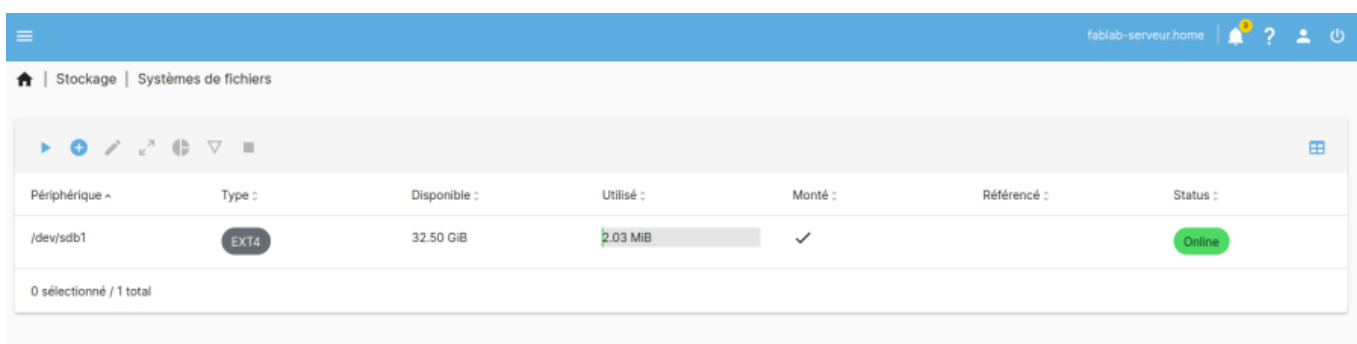 fablab-serveur.home
Stockage | Systèmes de fichiers
Périphérique Type Disponible Utilisé Monté Référencé Status
/dev/sdb1 EXT4 32.50 GiB 2.03 MiB Online
0 sélectionné / 1 total